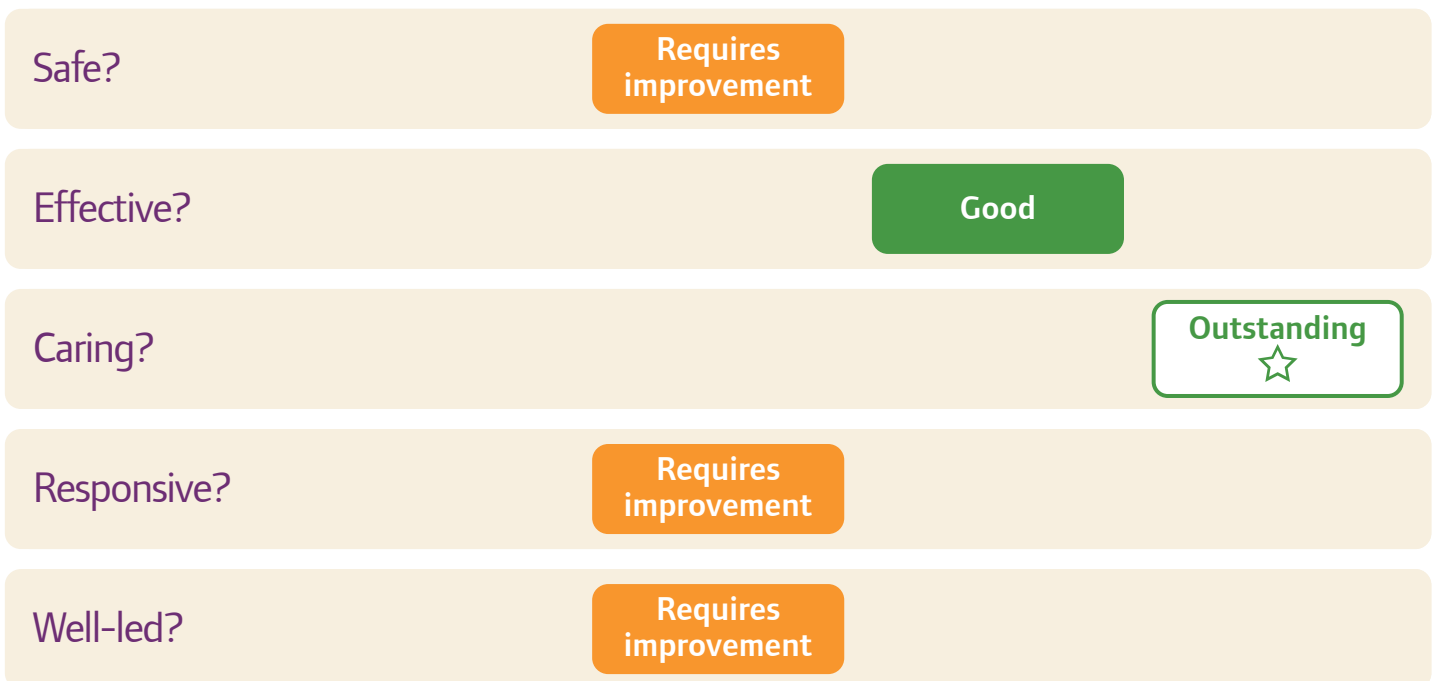 Safe?
Requires
improvement
Effective?
Good
Caring?
Outstanding
Responsive?
Requires
improvement
Well-led?
Requires
improvement